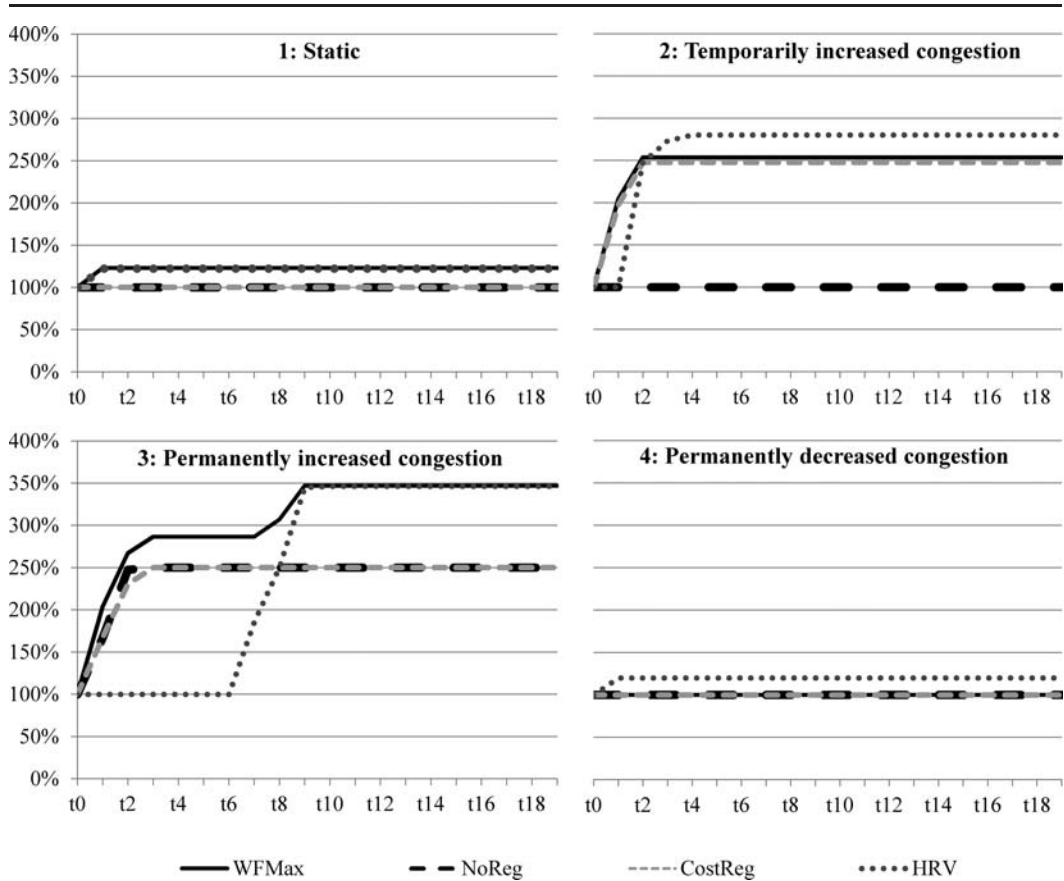 1: Static
400%
350%
300%
250%
200%
150%
100%
50%
0%
t0 t2 t4 t6 t8 t10 t12 t14 t16 t18
2: Temporarily increased congestion
t0 t2 t4 t6 t8 t10 t12 t14 t16 t18
3: Permanently increased congestion
400%
350%
300%
250%
200%
150%
100%
50%
0%
t0 t2 t4 t6 t8 t10 t12 t14 t16 t18
4: Permanently decreased congestion
t0 t2 t4 t6 t8 t10 t12 t14 t16 t18
WFMax NoReg CostReg HRV